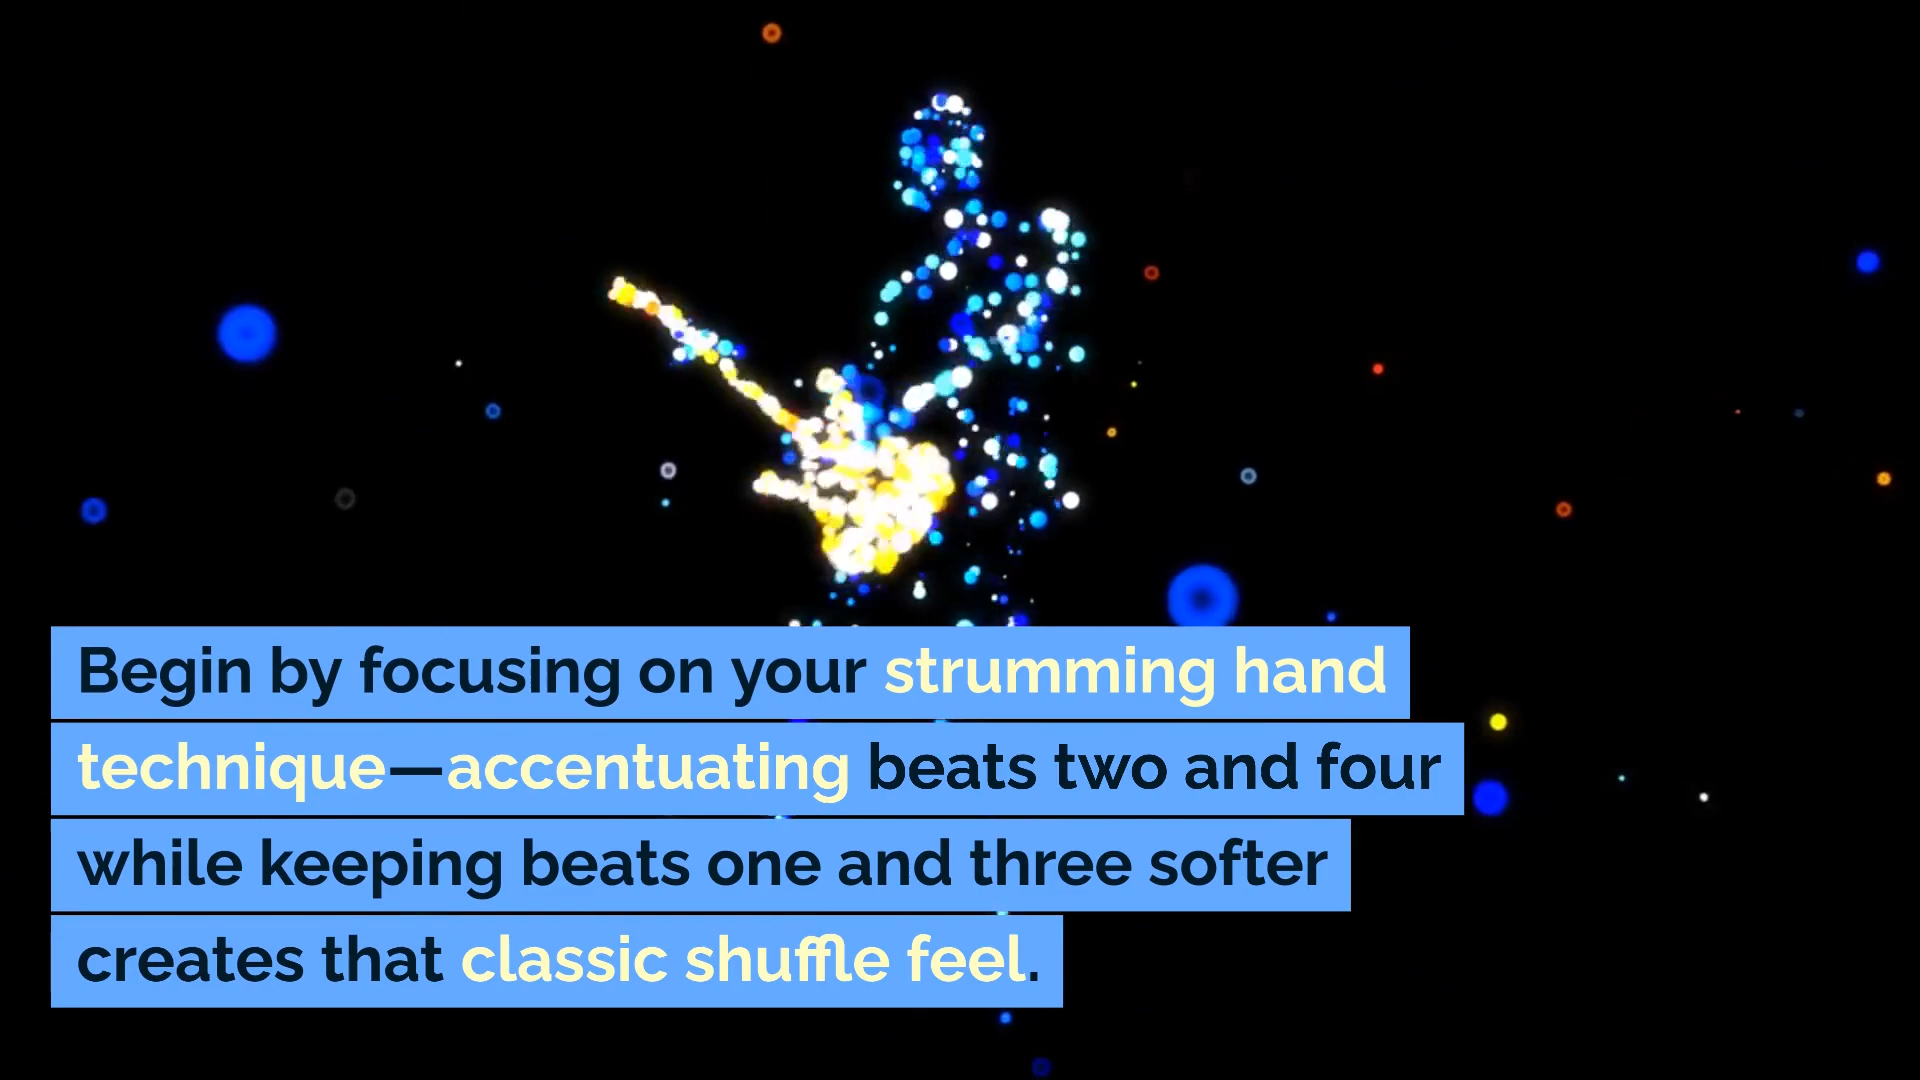 Begin by focusing on your strumming hand
technique—accentuating beats two and four
while keeping beats one and three softer
creates that classic shuffle feel.